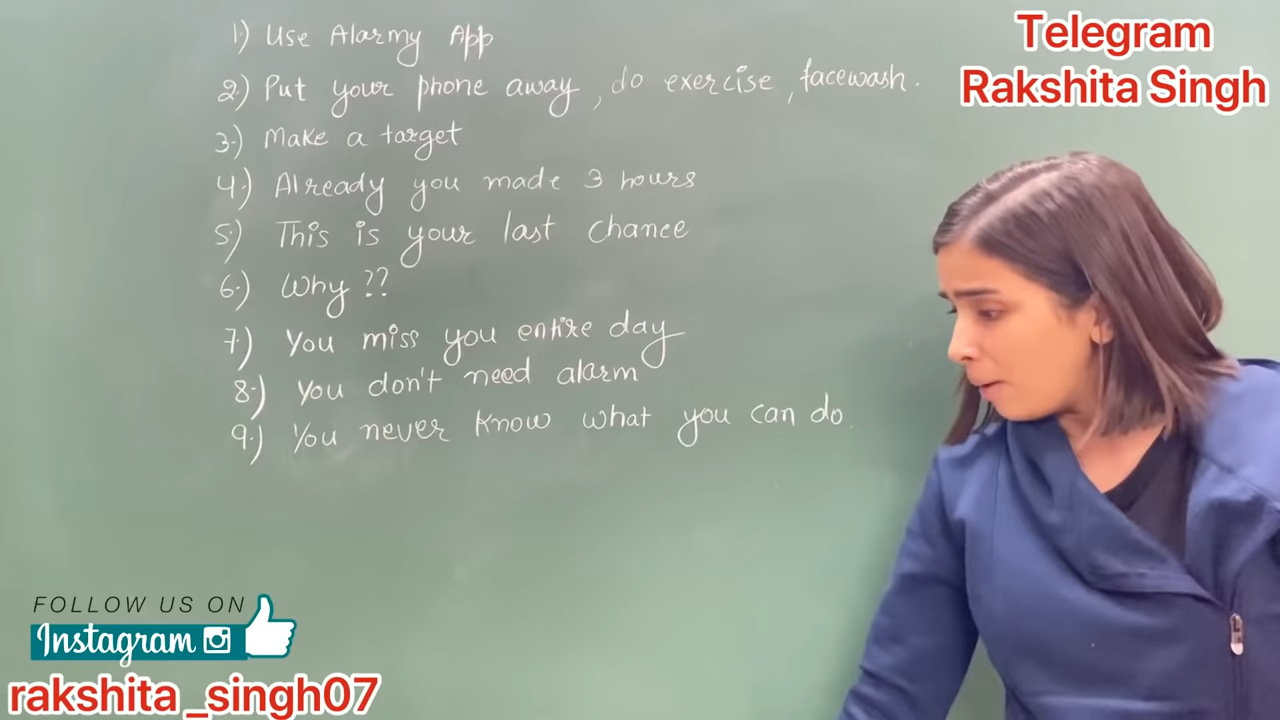 1.) Use Alarmy App
2.) Put your phone away, do exercise, facewash.
3.) Make a target
4.) Already you made 3 hours
5.) This is your last chance
6.) Why ??
7.) You miss you entire day
8.) You don't need alarm
9.) You never know what you can do.
Telegram
Rakshita Singh
FOLLOW US ON
Instagram
rakshita_singh07